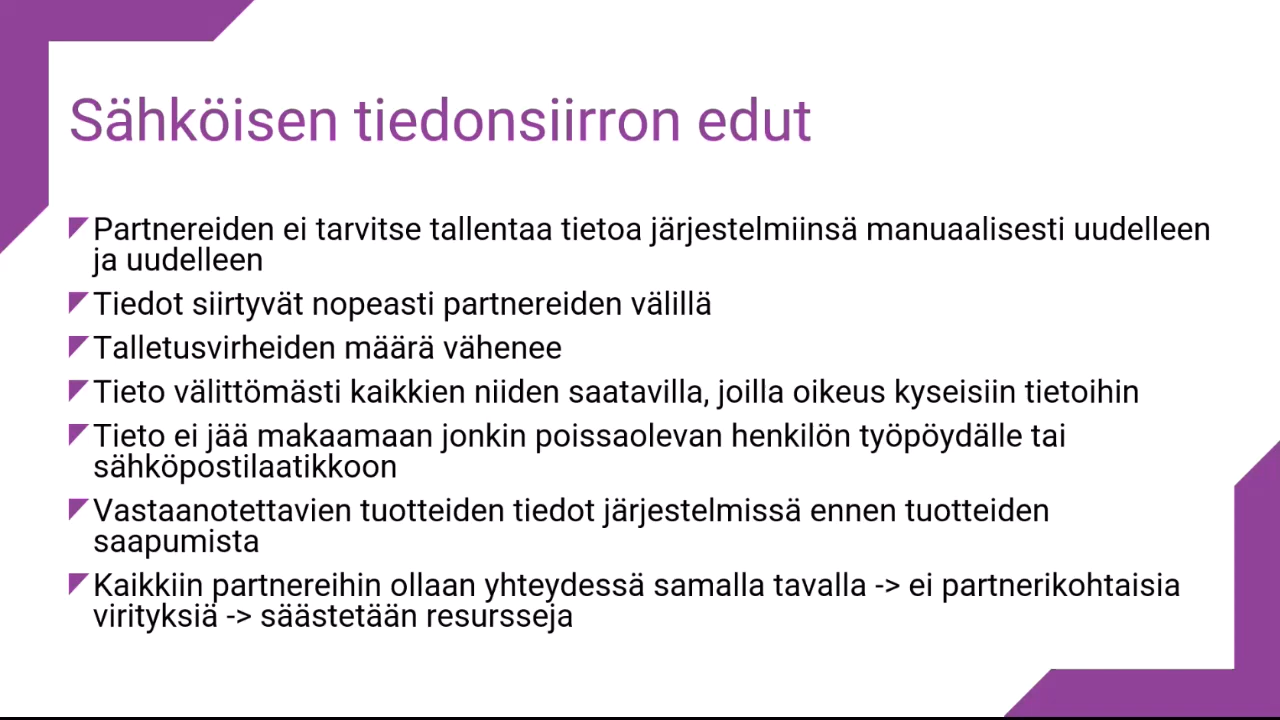 Sähköisen tiedonsiirron edut
Partnereiden ei tarvitse tallentaa tietoa järjestelmiinsä manuaalisesti uudelleen
ja uudelleen
Tiedot siirtyvät nopeasti partnereiden välillä
Talletusvirheiden määrä vähenee
Tieto välittömästi kaikkien niiden saatavilla, joilla oikeus kyseisiin tietoihin
Tieto ei jää makaamaan jonkin poissaolevan henkilön työpöydälle tai
sähköpostilaatikkoon
Vastaanotettavien tuotteiden tiedot järjestelmissä ennen tuotteiden
saapumista
Kaikkiin partnereihin ollaan yhteydessä samalla tavalla -> ei partnerikohtaisia
virityksiä -> säästetään resursseja